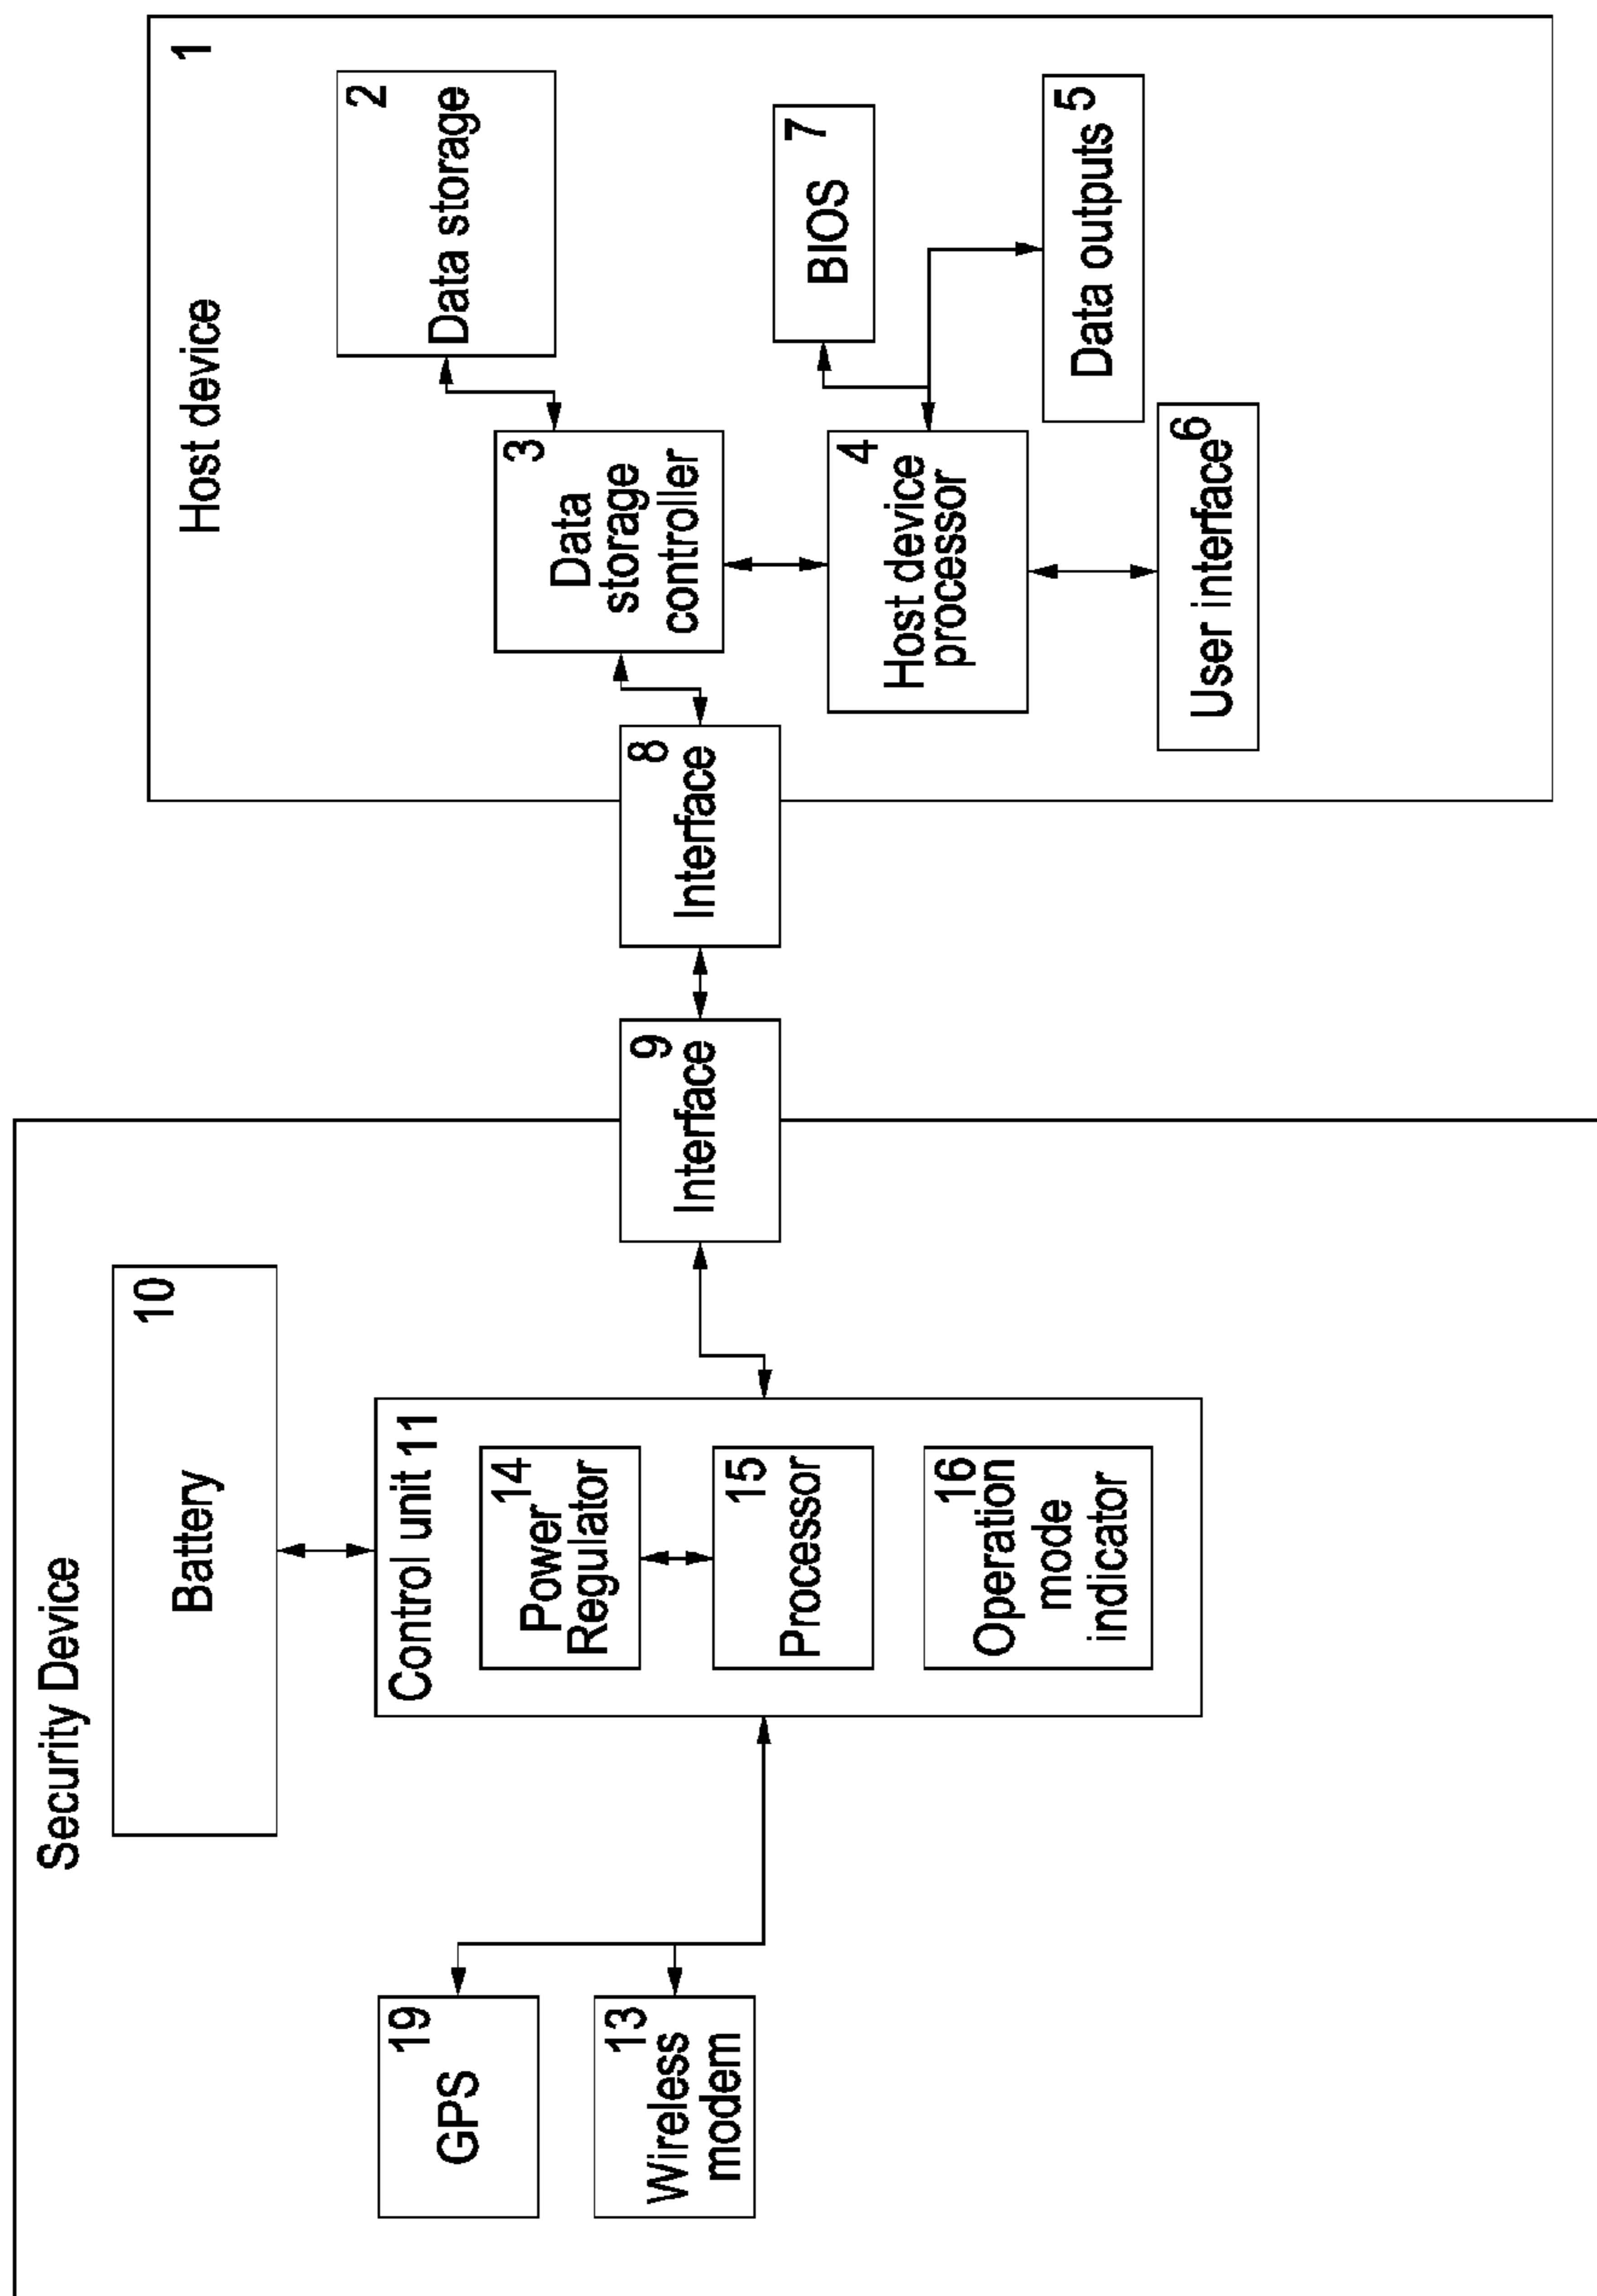 Security Device
Battery
10
Control unit 11
14
Power
Regulator
15
Processor
16
Operation
mode
indicator
19
GPS
13
Wireless
modem
9
Interface
8
Interface
Host device
1
2
Data storage
3
Data
storage
controller
4
Host device
processor
7
BIOS
5
Data outputs
6
User interface